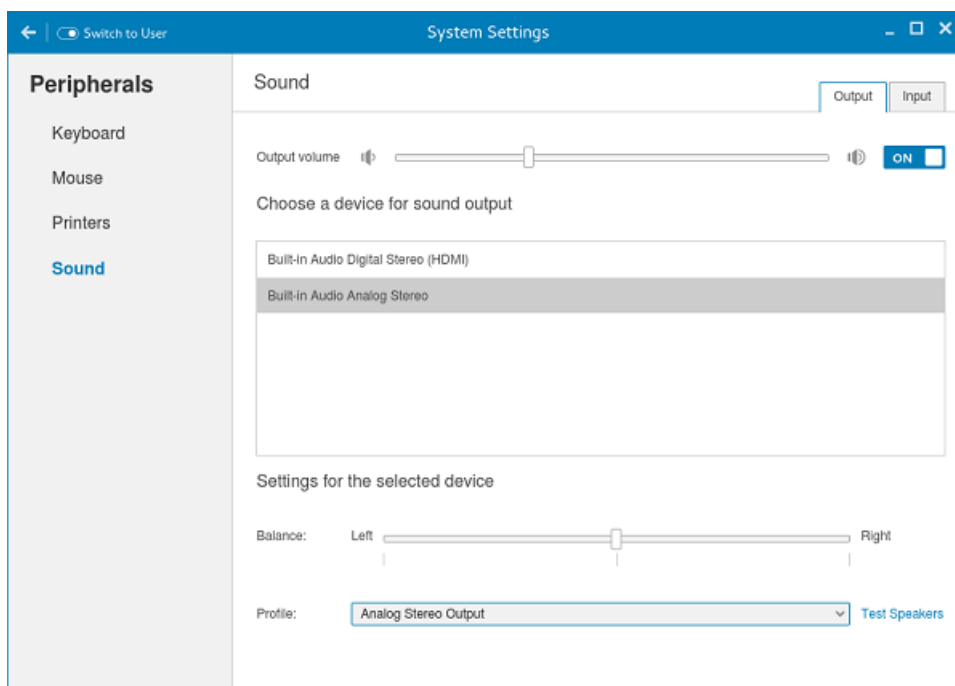 Switch to User
System Settings
Peripherals
Keyboard
Mouse
Printers
Sound
Sound
Output
Input
Output volume
ON
Choose a device for sound output
Built-in Audio Digital Stereo (HDMI)
Built-in Audio Analog Stereo
Settings for the selected device
Balance: Left Right
Profile: Analog Stereo Output Test Speakers